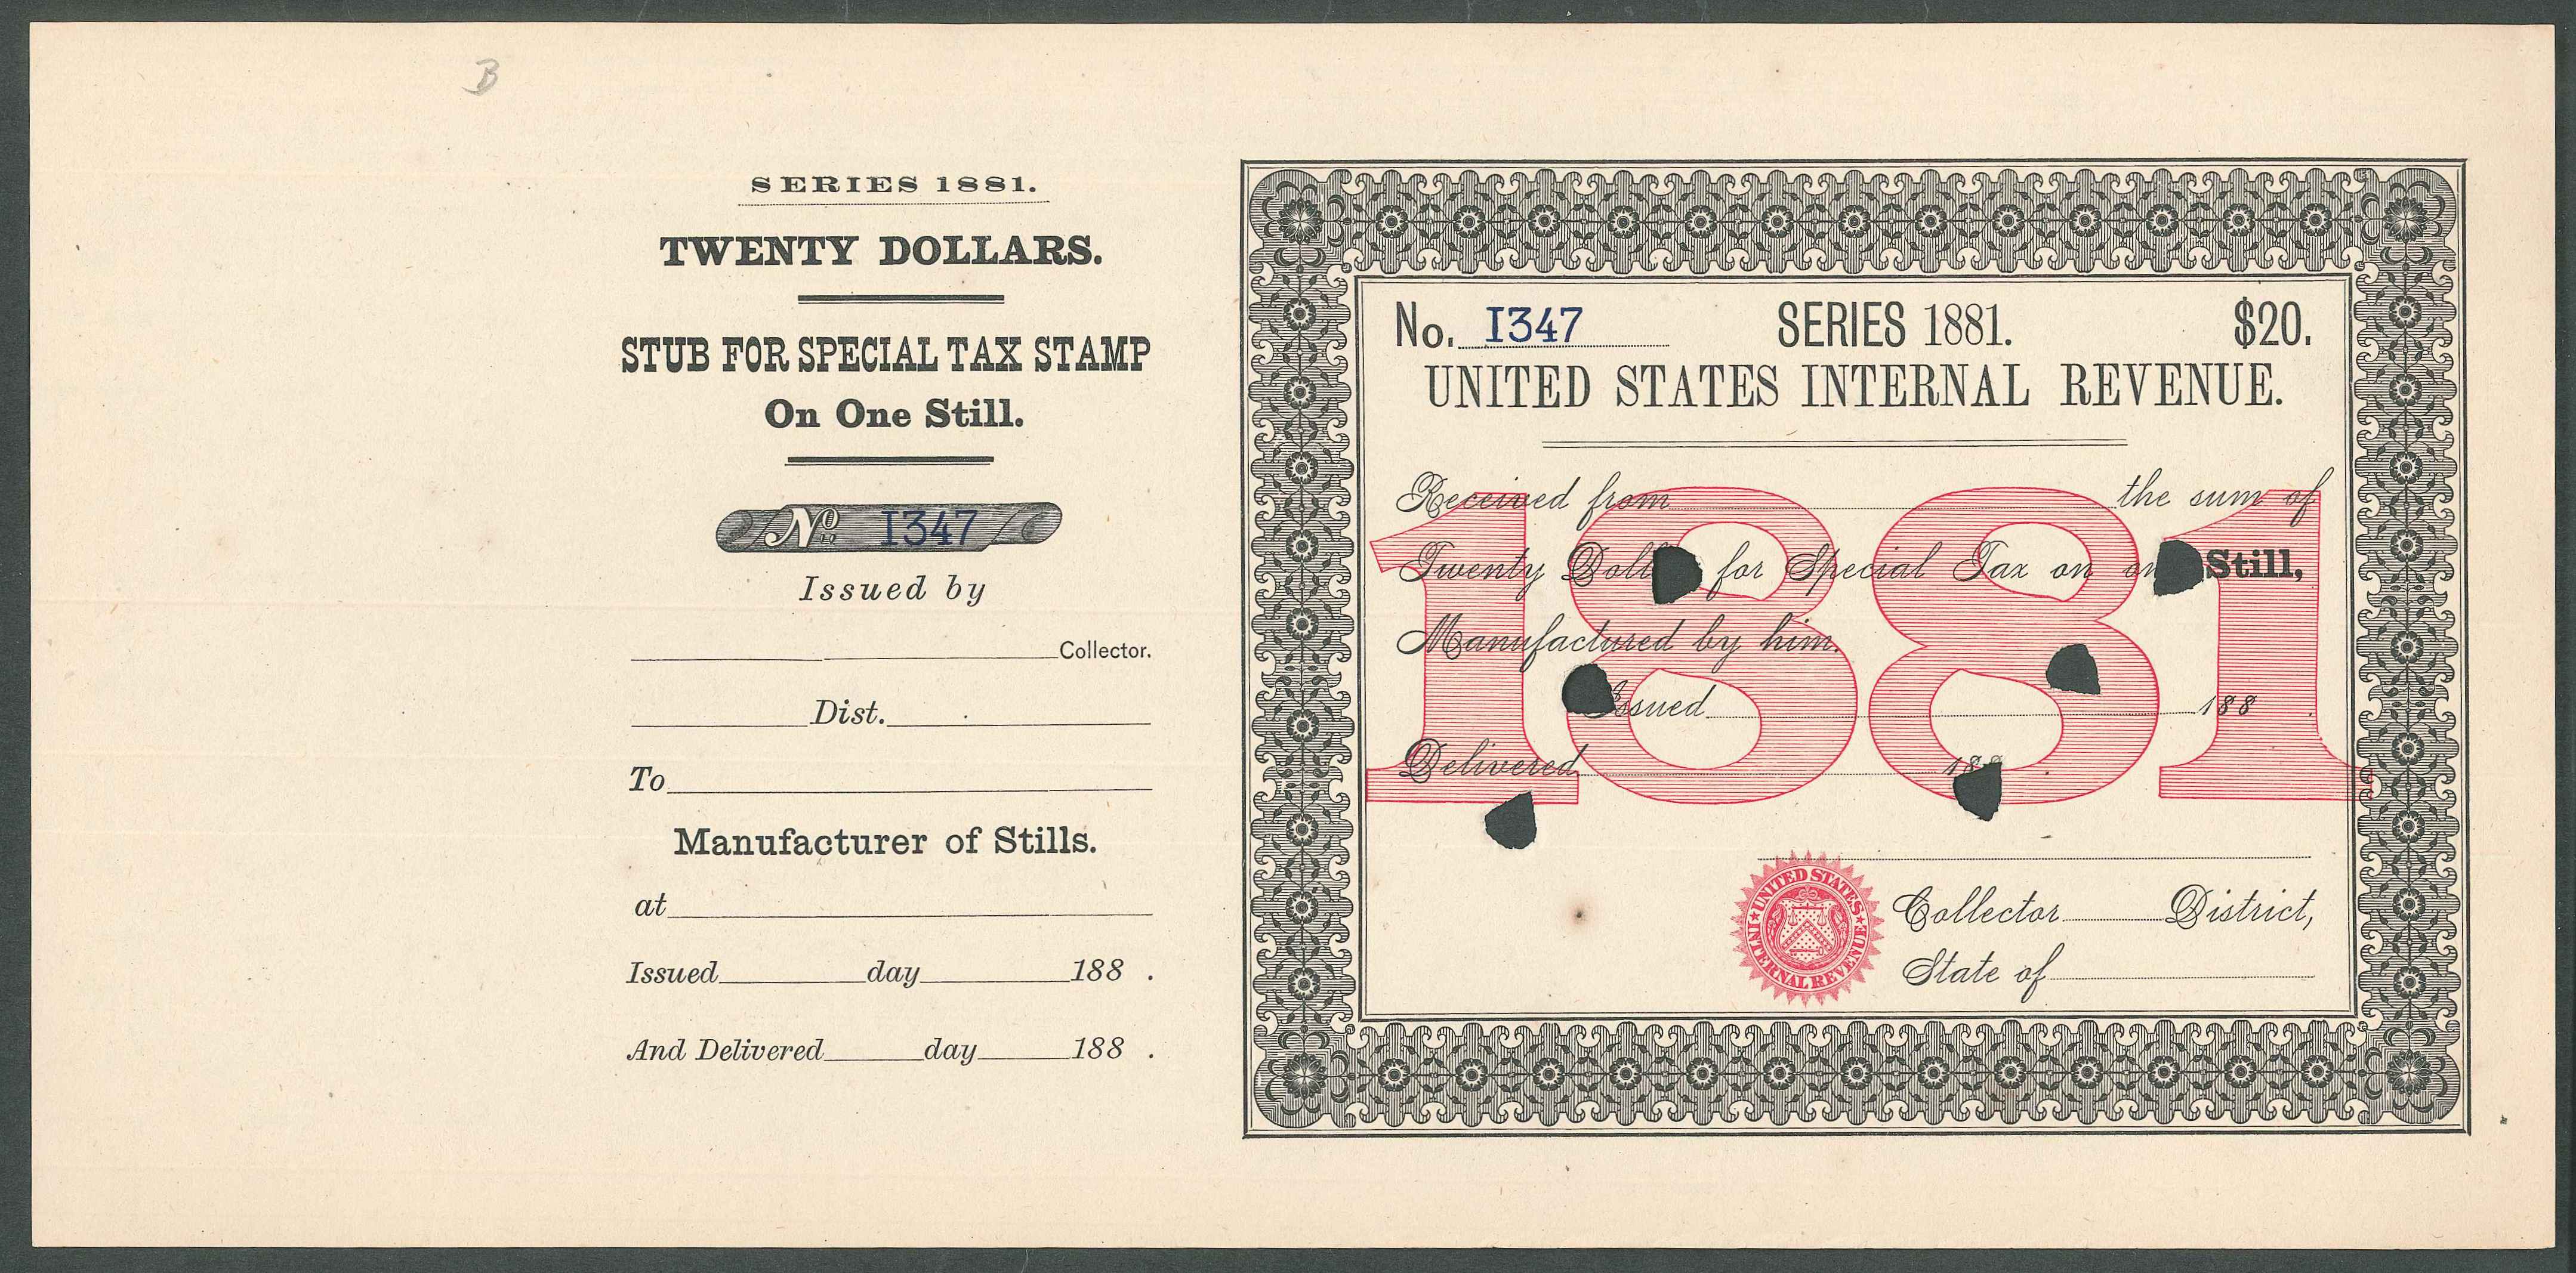 B
SERIES 1881.
TWENTY DOLLARS.
STUB FOR SPECIAL TAX STAMP
On One Still.
No 1347
Issued by
Collector.
Dist.
To
Manufacturer of Stills.
at
Issued day 188 .
And Delivered day 188 .
No. 1347 SERIES 1881. $20.
UNITED STATES INTERNAL REVENUE.
1881
Received from the sum of
Twenty Doll for Special Tax on Still,
Manufactured by him.
Issued 188 .
Delivered 188
Collector District,
State of
UNITED STATES INTERNAL REVENUE